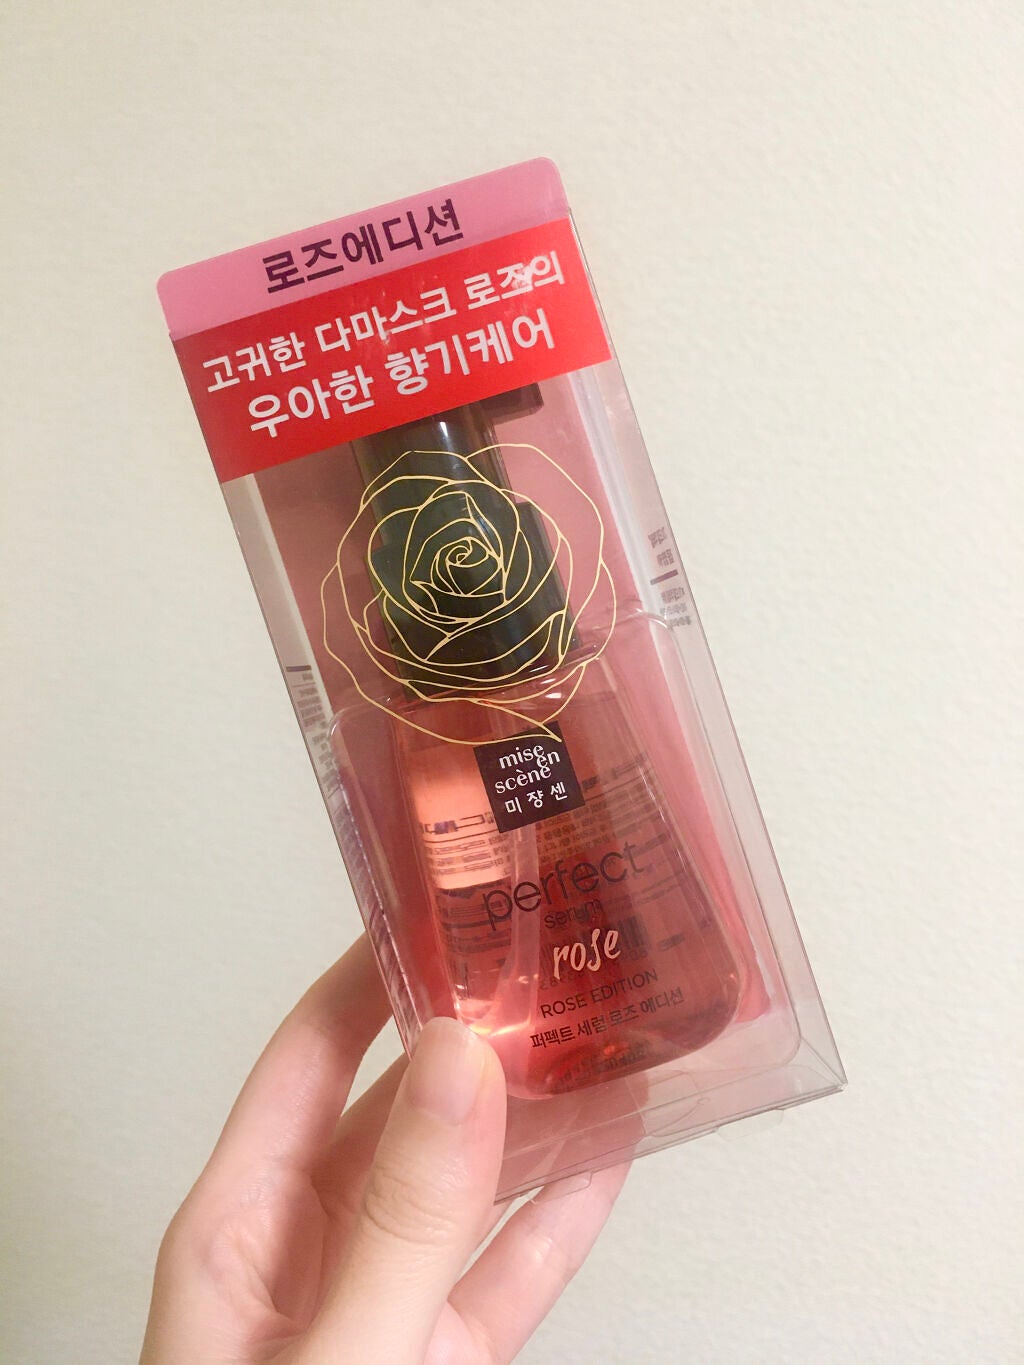 로즈에디션
고귀한 다마스크 로즈의
우아한 향기케어
mise
en
scène
미쟝센
perfect
serum
rose
ROSE EDITION
퍼펙트 세럼 로즈 에디션